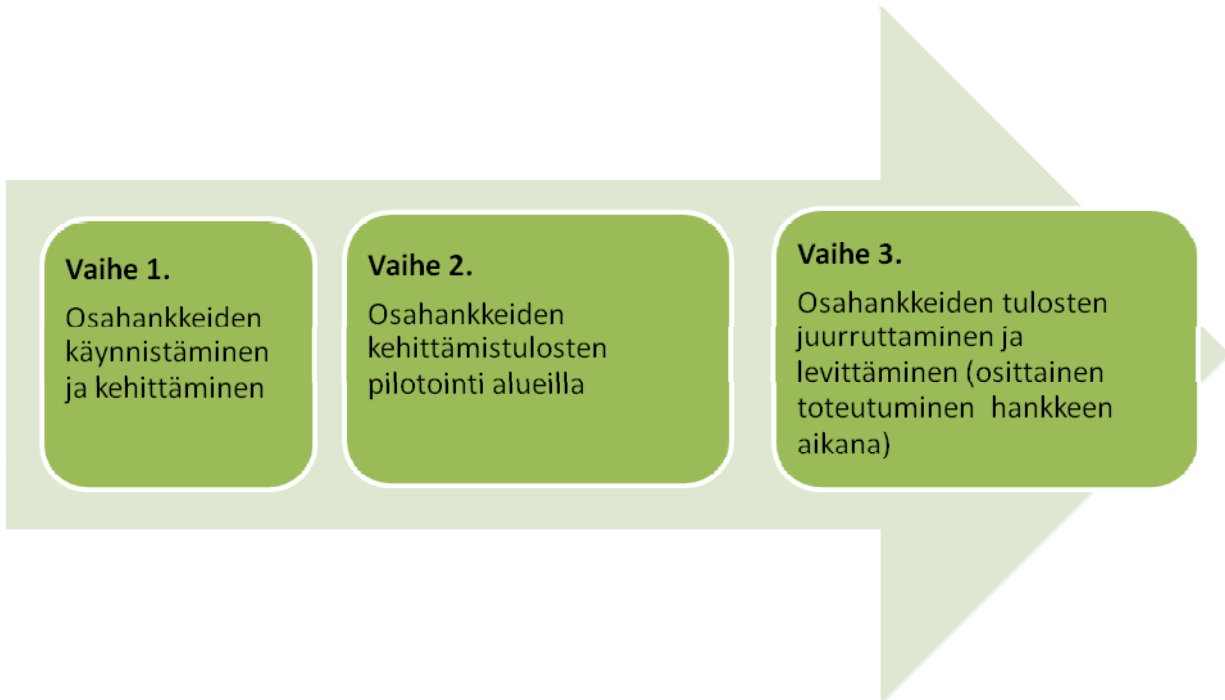 Vaihe 1.
Osahankkeiden
käynnistäminen
ja kehittäminen
Vaihe 2.
Osahankkeiden
kehittämistulosten
pilotointi alueilla
Vaihe 3.
Osahankkeiden tulosten
juurruttaminen ja
levittäminen (osittainen
toteutuminen hankkeen
aikana)